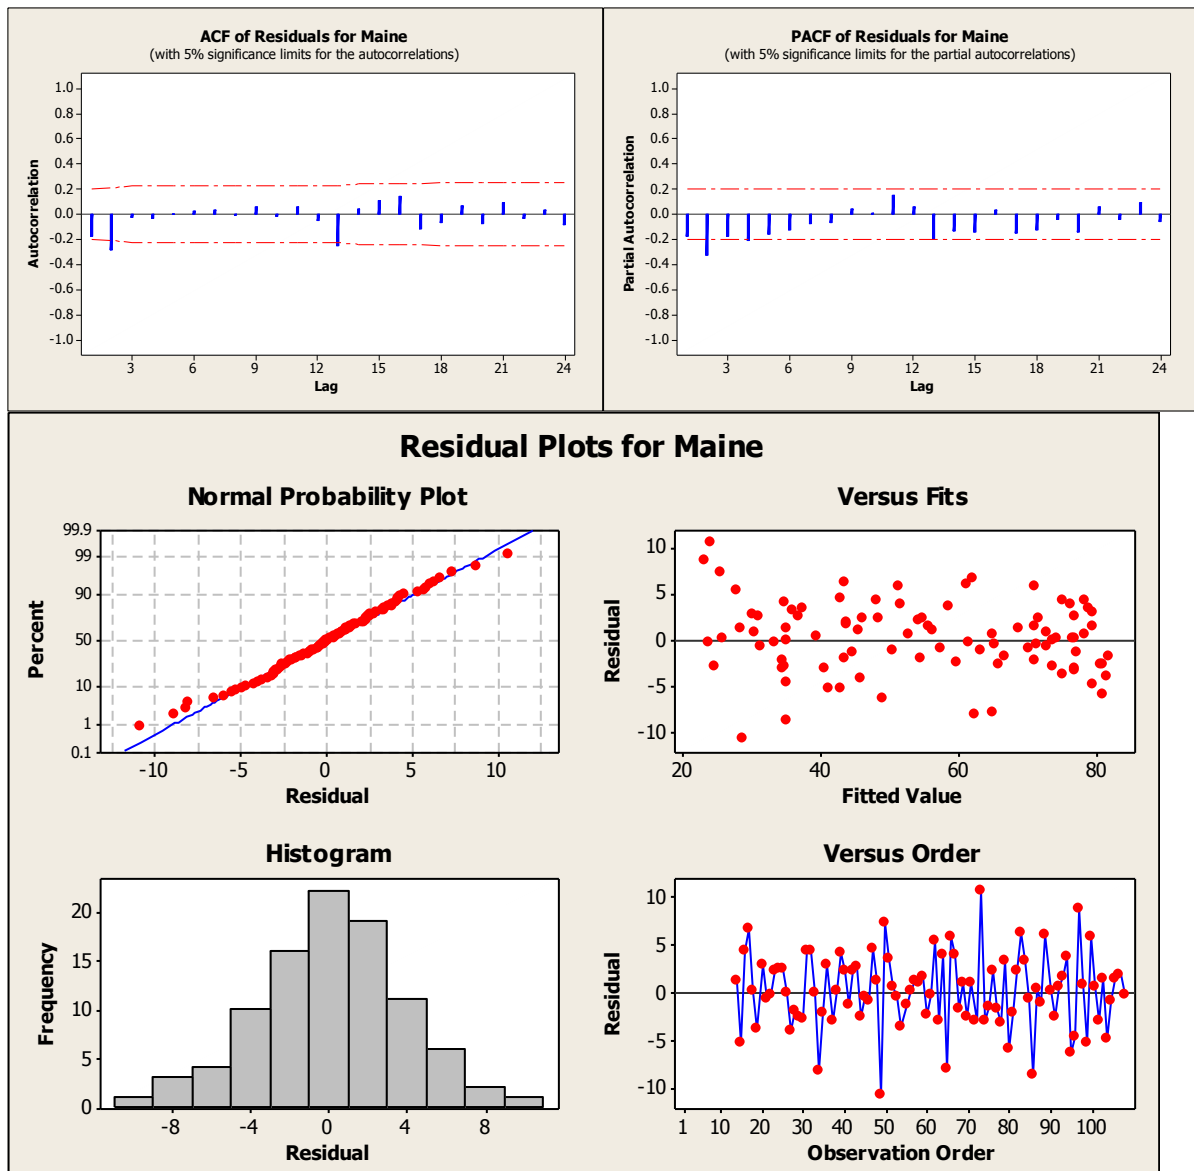 ACF of Residuals for Maine
(with 5% significance limits for the autocorrelations)
1.0
0.8
0.6
0.4
0.2
0.0
-0.2
-0.4
-0.6
-0.8
-1.0
Autocorrelation
3 6 9 12 15 18 21 24
Lag
PACF of Residuals for Maine
(with 5% significance limits for the partial autocorrelations)
1.0
0.8
0.6
0.4
0.2
0.0
-0.2
-0.4
-0.6
-0.8
-1.0
Partial Autocorrelation
3 6 9 12 15 18 21 24
Lag
Residual Plots for Maine
Normal Probability Plot
99.9
99
90
50
10
1
0.1
Percent
-10 -5 0 5 10
Residual
Versus Fits
10
5
0
-5
-10
Residual
20 40 60 80
Fitted Value
Histogram
20
15
10
5
0
Frequency
-8 -4 0 4 8
Residual
Versus Order
10
5
0
-5
-10
Residual
1 10 20 30 40 50 60 70 80 90 100
Observation Order